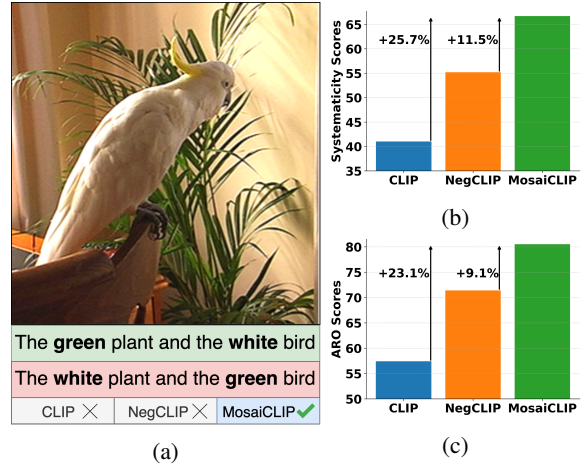 The green plant and the white bird
The white plant and the green bird
CLIP NegCLIP MosaiCLIP
(a)
Systematicity Scores
65
60
55
50
45
40
35
+25.7% +11.5%
CLIP NegCLIP MosaiCLIP
(b)
ARO Scores
80
75
70
65
60
55
50
+23.1% +9.1%
CLIP NegCLIP MosaiCLIP
(c)